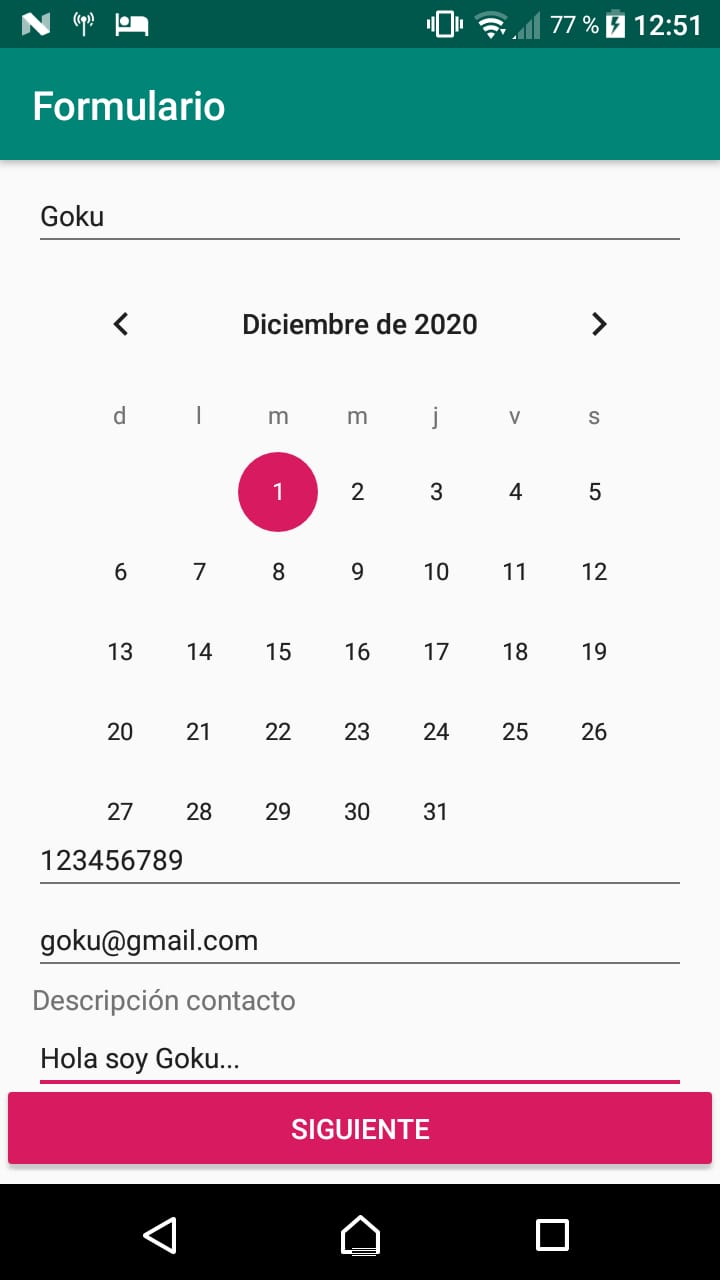 77 % 12:51
Formulario
Goku
Diciembre de 2020
d l m m j v s
1 2 3 4 5
6 7 8 9 10 11 12
13 14 15 16 17 18 19
20 21 22 23 24 25 26
27 28 29 30 31
123456789
goku@gmail.com
Descripción contacto
Hola soy Goku...
SIGUIENTE